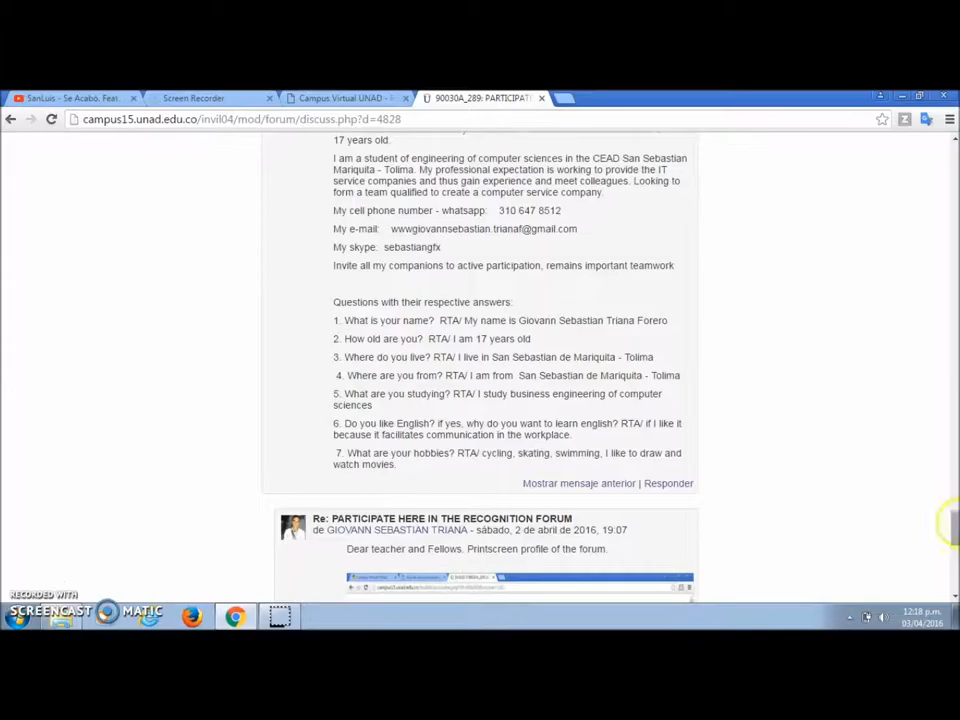 SanLuis - Se Acabó. Feat.
Screen Recorder
Campus Virtual UNAD -
90030A_289: PARTICIPAT
campus15.unad.edu.co/invil04/mod/forum/discuss.php?d=4828
17 years old.
I am a student of engineering of computer sciences in the CEAD San Sebastian
Mariquita - Tolima. My professional expectation is working to provide the IT
service companies and thus gain experience and meet colleagues. Looking to
form a team qualified to create a computer service company.
My cell phone number - whatsapp: 310 647 8512
My e-mail: wwwgiovannsebastian.trianaf@gmail.com
My skype: sebastiangfx
Invite all my companions to active participation, remains important teamwork
Questions with their respective answers:
1. What is your name? RTA/ My name is Giovann Sebastian Triana Forero
2. How old are you? RTA/ I am 17 years old
3. Where do you live? RTA/ I live in San Sebastian de Mariquita - Tolima
4. Where are you from? RTA/ I am from San Sebastian de Mariquita - Tolima
5. What are you studying? RTA/ I study business engineering of computer
sciences
6. Do you like English? if yes, why do you want to learn english? RTA/ if I like it
because it facilitates communication in the workplace.
7. What are your hobbies? RTA/ cycling, skating, swimming, I like to draw and
watch movies.
Mostrar mensaje anterior | Responder
Re: PARTICIPATE HERE IN THE RECOGNITION FORUM
de GIOVANN SEBASTIAN TRIANA - sábado, 2 de abril de 2016, 19:07
Dear teacher and Fellows. Printscreen profile of the forum.
RECORDED WITH
SCREENCAST MATIC
12:18 p.m.
03/04/2016